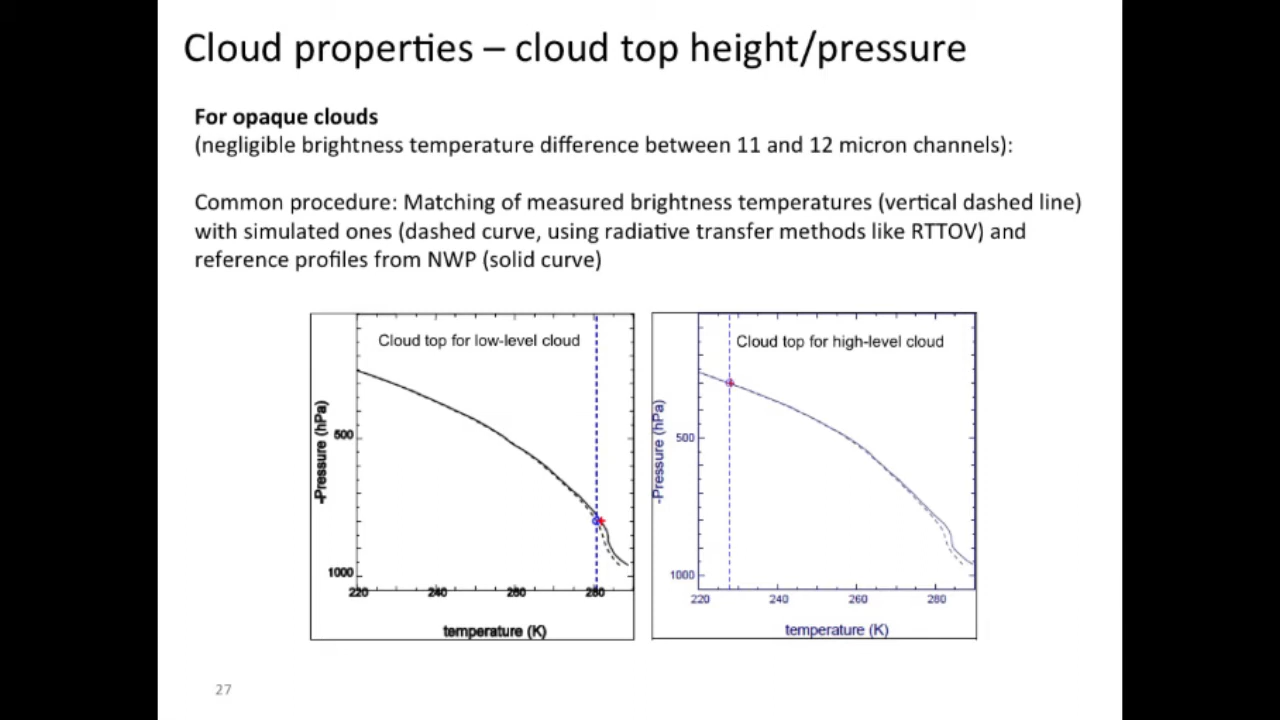 Cloud properties – cloud top height/pressure
For opaque clouds
(negligible brightness temperature difference between 11 and 12 micron channels):
Common procedure: Matching of measured brightness temperatures (vertical dashed line)
with simulated ones (dashed curve, using radiative transfer methods like RTTOV) and
reference profiles from NWP (solid curve)
Cloud top for low-level cloud
-Pressure (hPa)
500
1000
220 240 260 280
temperature (K)
Cloud top for high-level cloud
-Pressure (hPa)
500
1000
220 240 260 280
temperature (K)
27